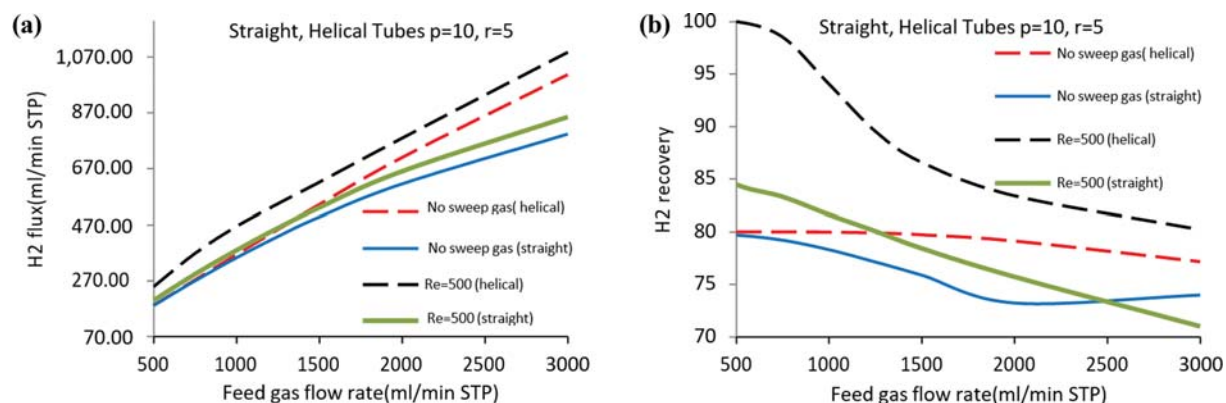 (a)
Straight, Helical Tubes p=10, r=5
H2 flux(ml/min STP)
1,070.00
870.00
670.00
470.00
270.00
70.00
No sweep gas( helical)
No sweep gas (straight)
Re=500 (helical)
Re=500 (straight)
500 1000 1500 2000 2500 3000
Feed gas flow rate(ml/min STP)
(b)
Straight, Helical Tubes p=10, r=5
H2 recovery
100
95
90
85
80
75
70
No sweep gas( helical)
No sweep gas (straight)
Re=500 (helical)
Re=500 (straight)
500 1000 1500 2000 2500 3000
Feed gas flow rate(ml/min STP)